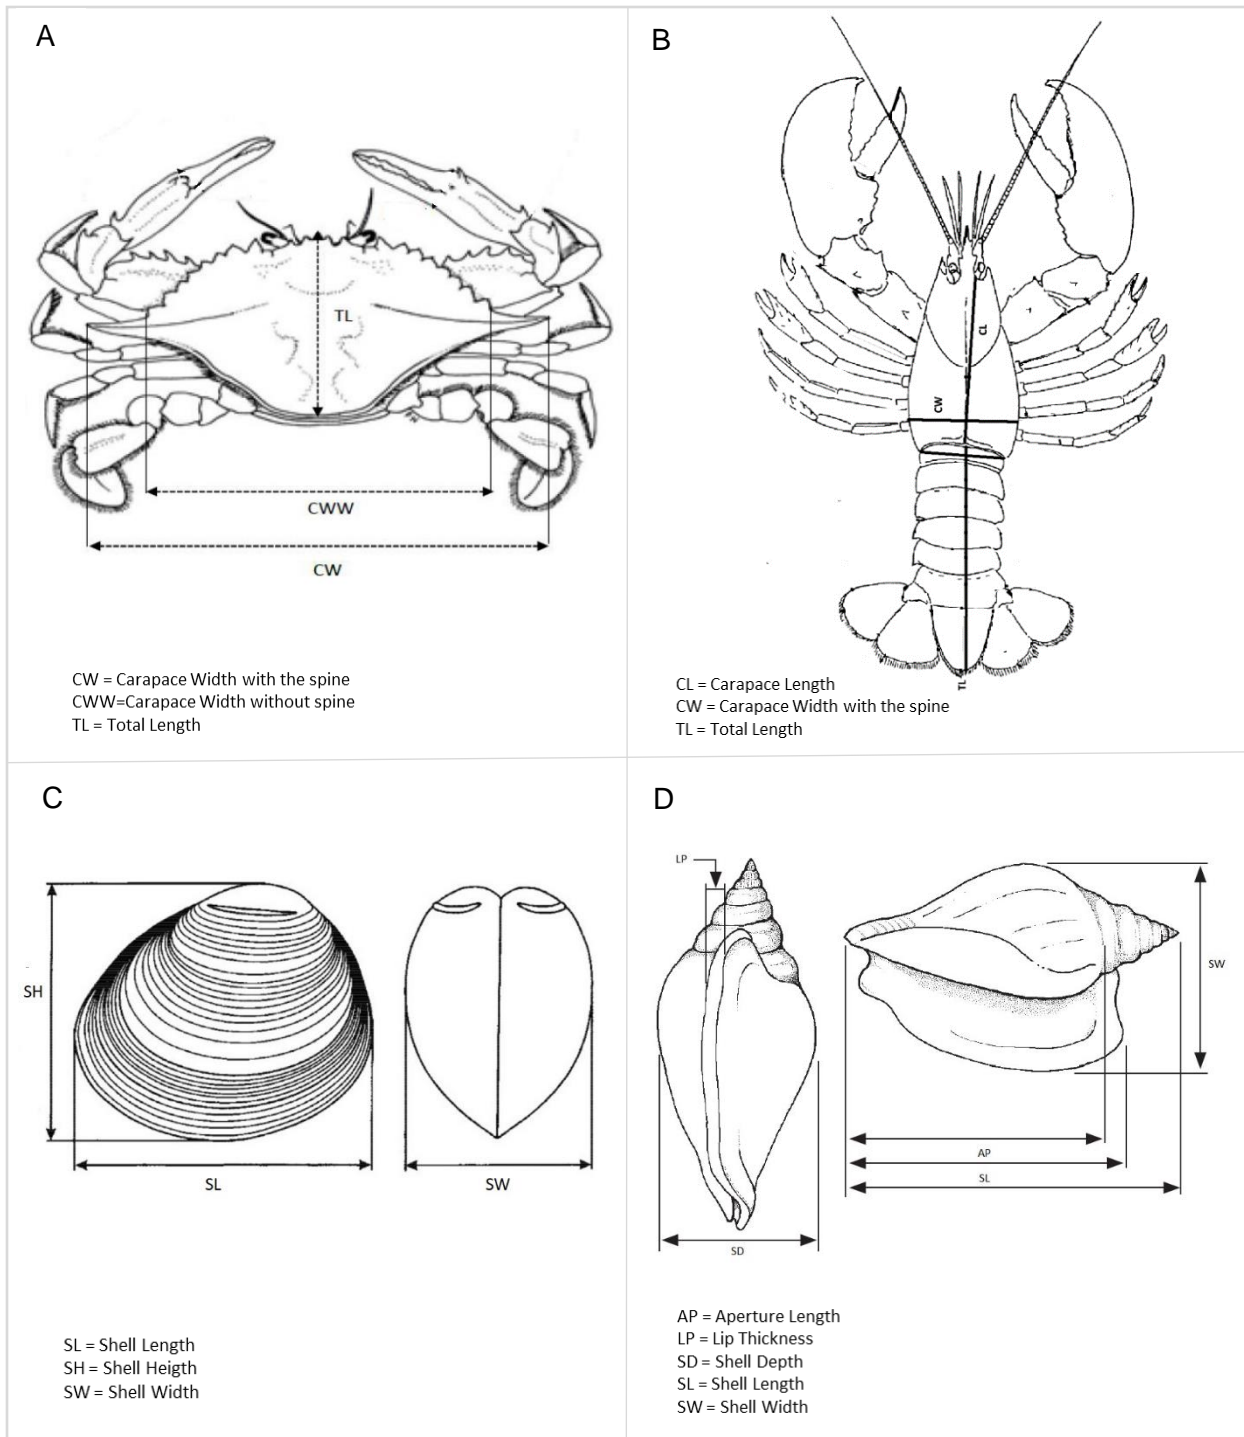 A
TL
CWW
CW
CW = Carapace Width with the spine
CWW=Carapace Width without spine
TL = Total Length
B
CL
CW
TL
CL = Carapace Length
CW = Carapace Width with the spine
TL = Total Length
C
SH
SL
SW
SL = Shell Length
SH = Shell Heigth
SW = Shell Width
D
LP
SW
AP
SL
SD
AP = Aperture Length
LP = Lip Thickness
SD = Shell Depth
SL = Shell Length
SW = Shell Width